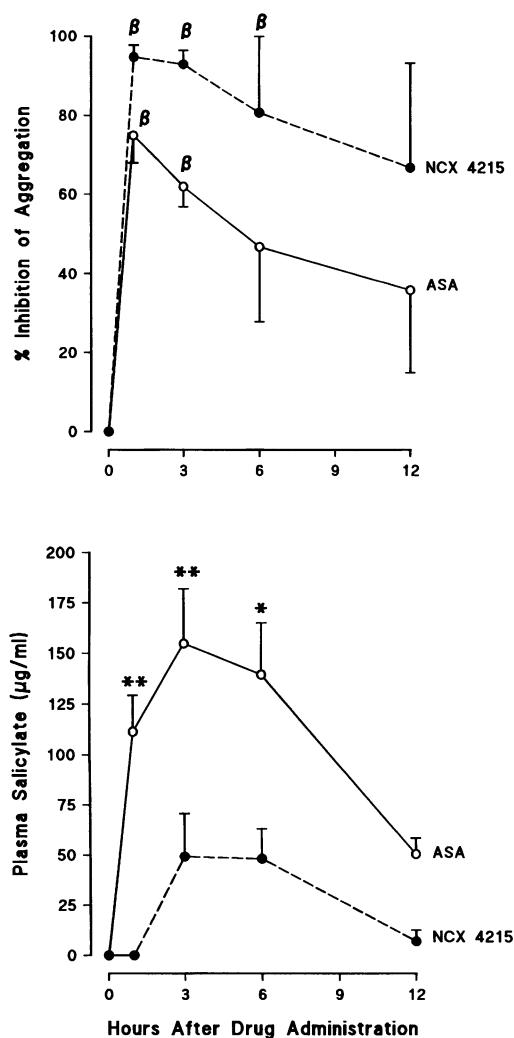 β
β
β
100
80
60
40
20
0
% Inhibition of Aggregation
β
β
NCX 4215
ASA
0 3 6 9 12
200
175
150
125
100
75
50
25
0
Plasma Salicylate (µg/ml)
**
**
*
ASA
NCX 4215
0 3 6 9 12
Hours After Drug Administration